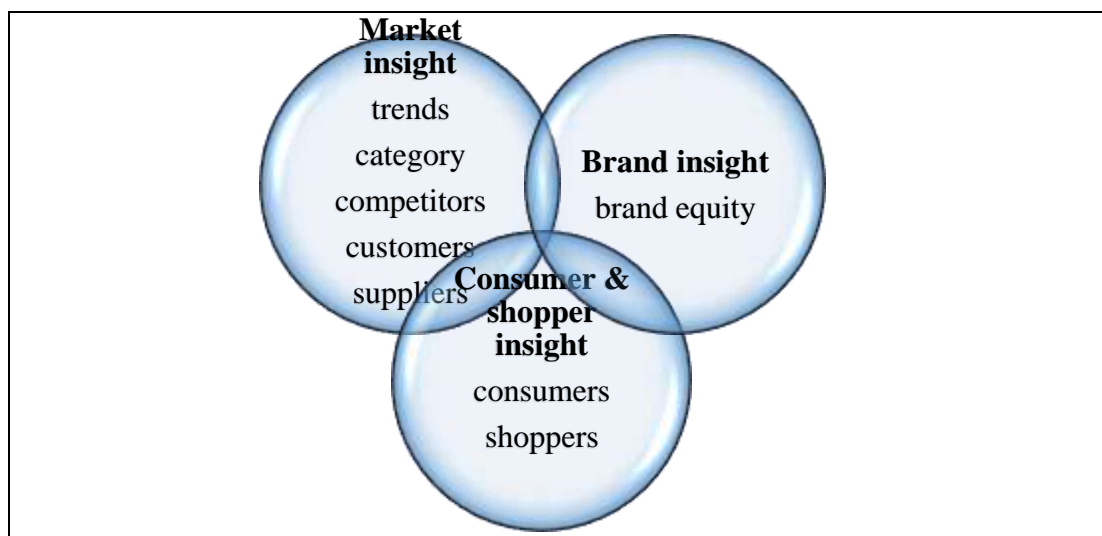 Market
insight
trends
category
competitors
customers
suppliers
Brand insight
brand equity
Consumer &
shopper
insight
consumers
shoppers